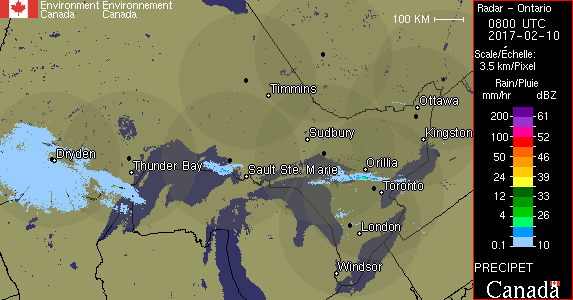 Environment Environnement
Canada Canada
100 KM
Timmins
Ottawa
Sudbury
Kingston
Dryden
Thunder Bay
Sault Ste. Marie
Orillia
Toronto
London
Windsor
Radar - Ontario
0800 UTC
2017-02-10
Scale/Échelle:
3.5 km/Pixel
Rain/Pluie
mm/hr dBZ
200 61
100 52
50 46
24 39
12 33
4 26
0.1 10
PRECIPET
Canada